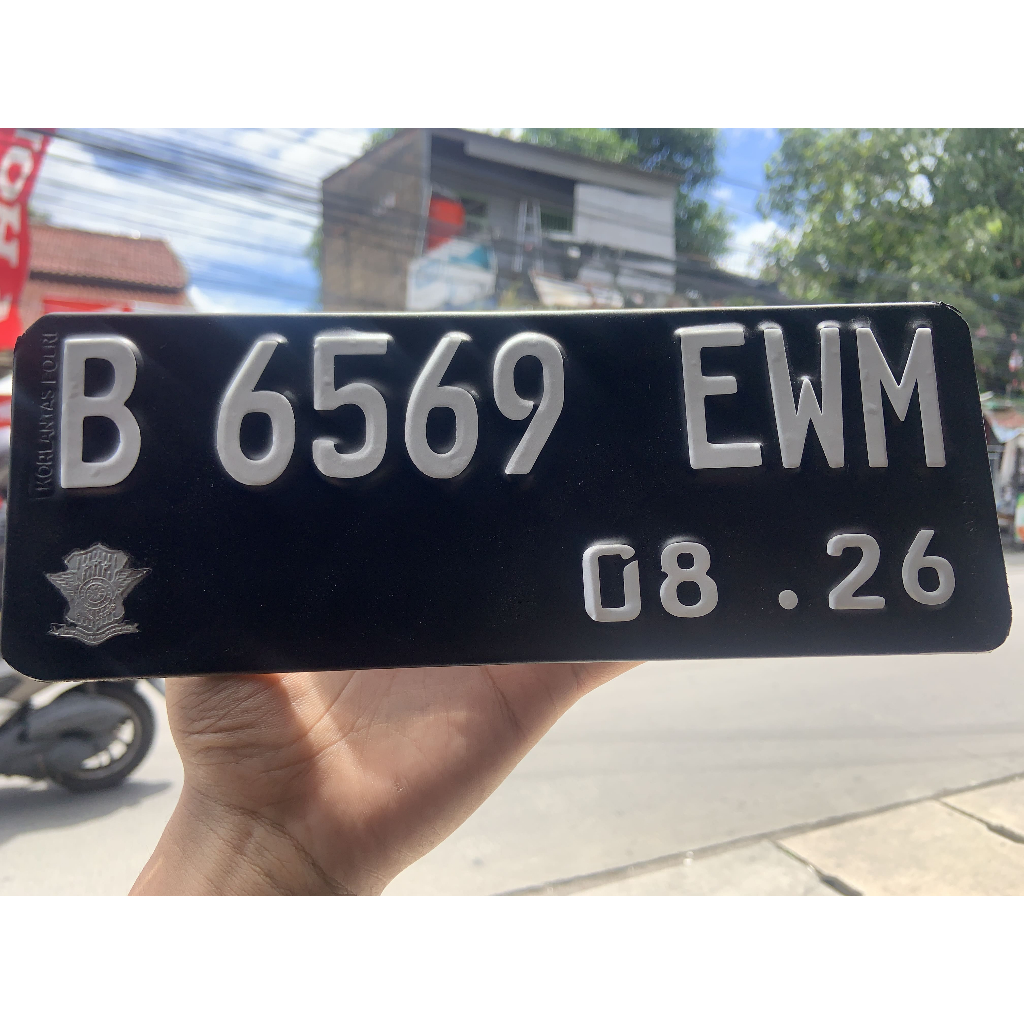 B 6569 EWM
08 .26
KORLANTAS POLRI